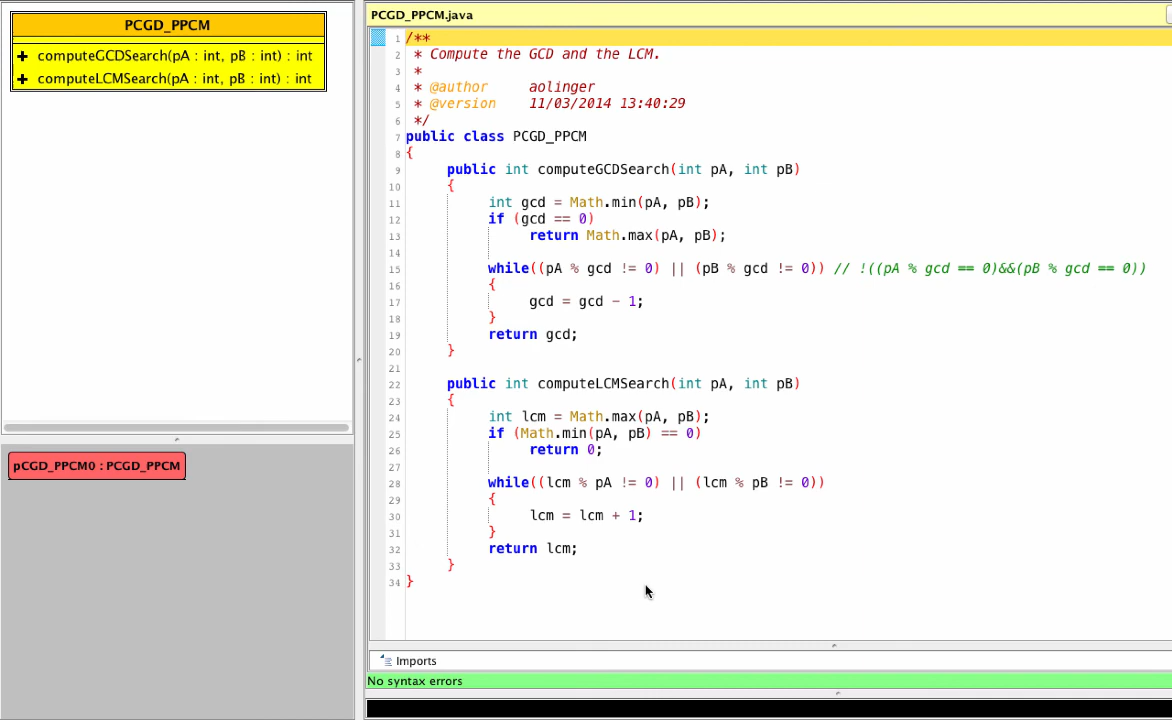 PCGD_PPCM
+ computeGCDSearch(pA : int, pB : int) : int
+ computeLCMSearch(pA : int, pB : int) : int
pCGD_PPCM0 : PCGD_PPCM
PCGD_PPCM.java
1 /**
2 * Compute the GCD and the LCM.
3 *
4 * @author aolinger
5 * @version 11/03/2014 13:40:29
6 */
7 public class PCGD_PPCM
8 {
9 public int computeGCDSearch(int pA, int pB)
10 {
11 int gcd = Math.min(pA, pB);
12 if (gcd == 0)
13 return Math.max(pA, pB);
14
15 while((pA % gcd != 0) || (pB % gcd != 0)) // !((pA % gcd == 0)&&(pB % gcd == 0))
16 {
17 gcd = gcd - 1;
18 }
19 return gcd;
20 }
21
22 public int computeLCMSearch(int pA, int pB)
23 {
24 int lcm = Math.max(pA, pB);
25 if (Math.min(pA, pB) == 0)
26 return 0;
27
28 while((lcm % pA != 0) || (lcm % pB != 0))
29 {
30 lcm = lcm + 1;
31 }
32 return lcm;
33 }
34 }
Imports
No syntax errors